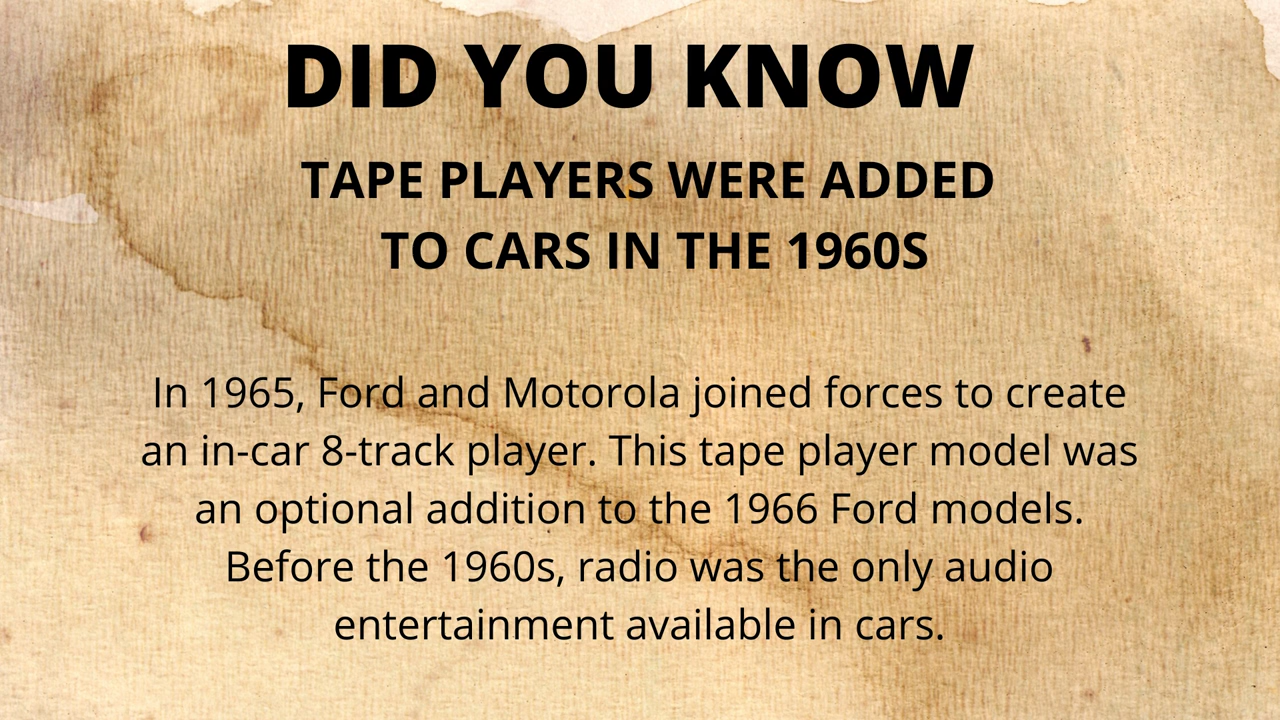 DID YOU KNOW
TAPE PLAYERS WERE ADDED
TO CARS IN THE 1960S
In 1965, Ford and Motorola joined forces to create
an in-car 8-track player. This tape player model was
an optional addition to the 1966 Ford models.
Before the 1960s, radio was the only audio
entertainment available in cars.